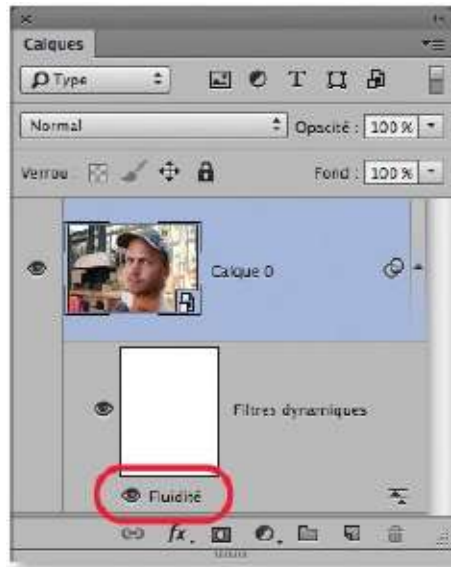 Calques
Type
Normal Opacité : 100 %
Verrou : Fond : 100 %
Calque 0
Filtres dynamiques
Fluidité